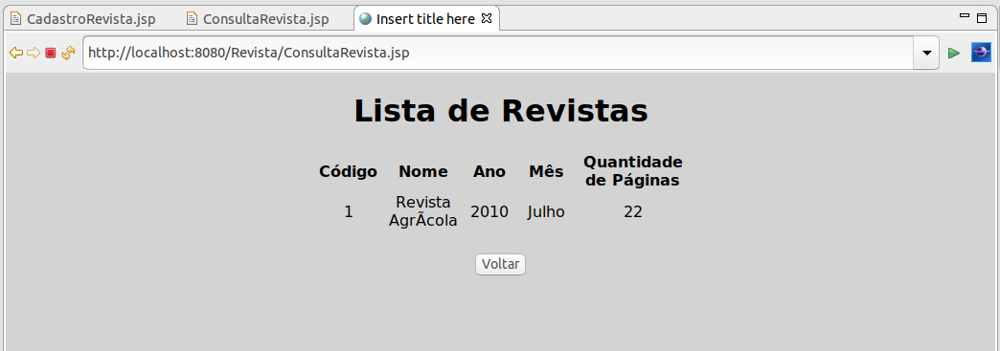 CadastroRevista.jsp ConsultaRevista.jsp Insert title here
http://localhost:8080/Revista/ConsultaRevista.jsp
Lista de Revistas
Código Nome Ano Mês Quantidade de Páginas
1 Revista AgrÃcola 2010 Julho 22
Voltar